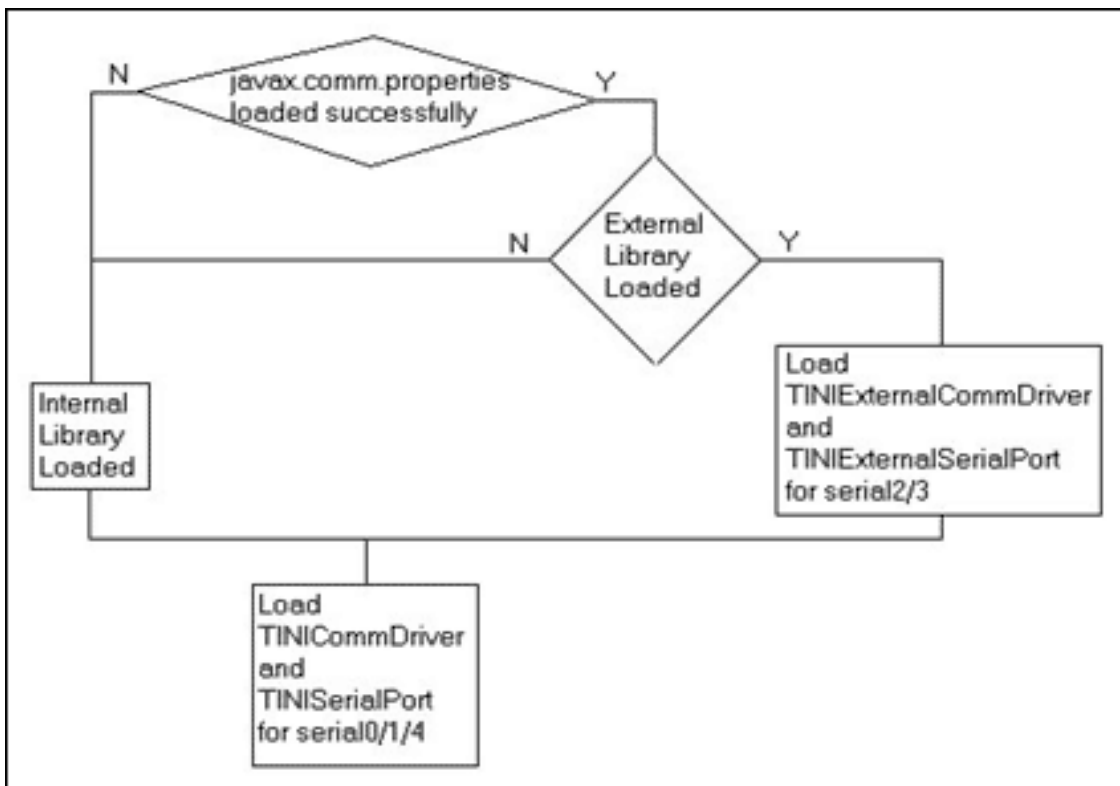 N
javax.comm.properties
loaded successfully
Y
External
Library
Loaded
N
Y
Internal
Library
Loaded
Load
TINIExternalCommDriver
and
TINIExternalSerialPort
for serial2/3
Load
TINICommDriver
and
TINISerialPort
for serial0/1/4